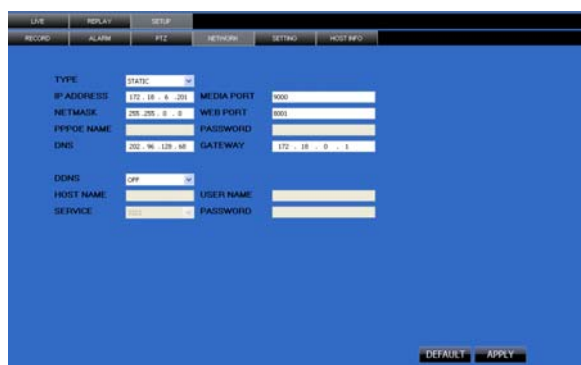 LIVE REPLAY SETUP
RECORD ALARM PTZ NETWORK SETTING HOST INFO
TYPE STATIC
IP ADDRESS 172 . 18 . 6 .201 MEDIA PORT 9000
NETMASK 255 .255 . 0 . 0 WEB PORT 8001
PPPOE NAME PASSWORD
DNS 202 . 96 .128 . 68 GATEWAY 172 . 18 . 0 . 1
DDNS OFF
HOST NAME USER NAME
SERVICE PASSWORD
DEFAULT APPLY